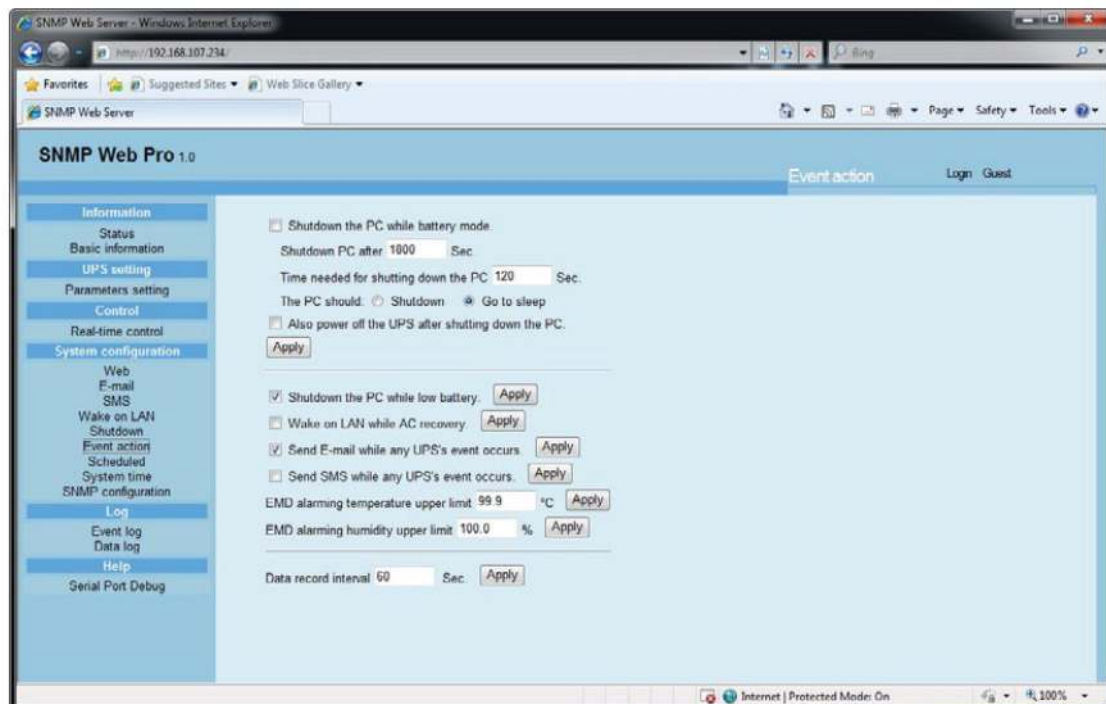 SNMP Web Server - Windows Internet Explorer
http://192.168.107.234/
Bing
Favorites Suggested Sites Web Slice Gallery
SNMP Web Server
Page Safety Tools
SNMP Web Pro 1.0
Event action
Login Guest
Information
Status
Basic information
UPS setting
Parameters setting
Control
Real-time control
System configuration
Web
E-mail
SMS
Wake on LAN
Shutdown
Event action
Scheduled
System time
SNMP configuration
Log
Event log
Data log
Help
Serial Port Debug
Shutdown the PC while battery mode.
Shutdown PC after 1800 Sec.
Time needed for shutting down the PC 120 Sec.
The PC should: Shutdown Go to sleep
Also power off the UPS after shutting down the PC.
Apply
Shutdown the PC while low battery. Apply
Wake on LAN while AC recovery. Apply
Send E-mail while any UPS's event occurs. Apply
Send SMS while any UPS's event occurs. Apply
EMD alarming temperature upper limit 99.9 °C Apply
EMD alarming humidity upper limit 100.0 % Apply
Data record interval 60 Sec. Apply
Internet | Protected Mode: On
100%